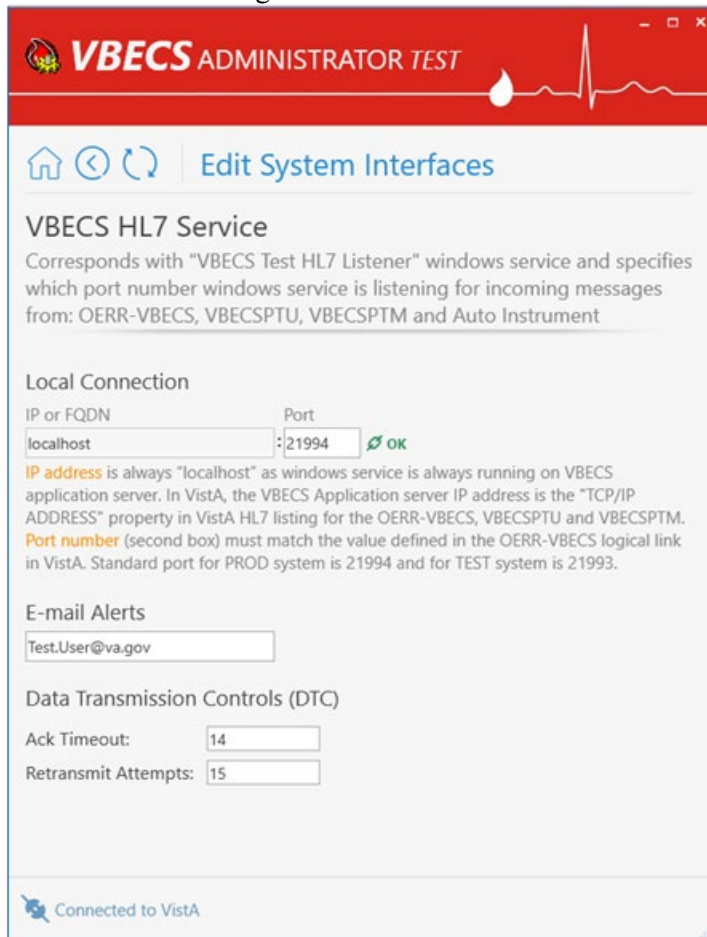 VBECS ADMINISTRATOR TEST
Edit System Interfaces
VBECS HL7 Service
Corresponds with "VBECS Test HL7 Listener" windows service and specifies
which port number windows service is listening for incoming messages
from: OERR-VBECS, VBECSPTU, VBECSPTM and Auto Instrument
Local Connection
IP or FQDN Port
localhost : 21994 OK
IP address is always "localhost" as windows service is always running on VBECS
application server. In VistA, the VBECS Application server IP address is the "TCP/IP
ADDRESS" property in VistA HL7 listing for the OERR-VBECS, VBECSPTU and VBECSPTM.
Port number (second box) must match the value defined in the OERR-VBECS logical link
in VistA. Standard port for PROD system is 21994 and for TEST system is 21993.
E-mail Alerts
Test.User@va.gov
Data Transmission Controls (DTC)
Ack Timeout: 14
Retransmit Attempts: 15
Connected to VistA